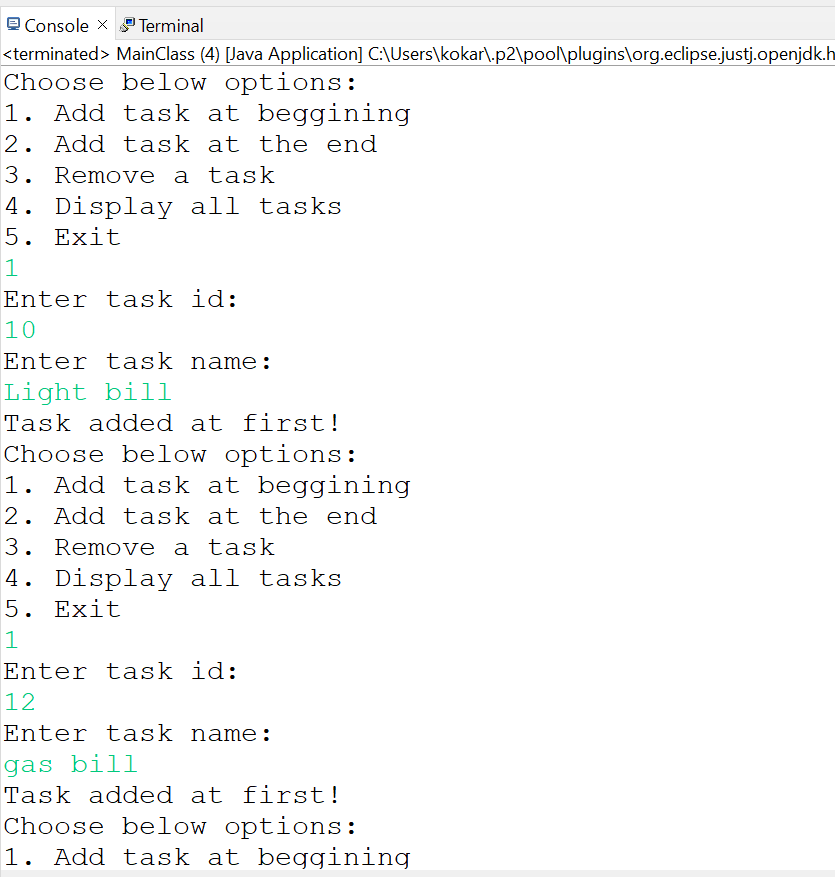 Console × Terminal
<terminated> MainClass (4) [Java Application] C:\Users\kokar\.p2\pool\plugins\org.eclipse.justj.openjdk.h
Choose below options:
1. Add task at beggining
2. Add task at the end
3. Remove a task
4. Display all tasks
5. Exit
1
Enter task id:
10
Enter task name:
Light bill
Task added at first!
Choose below options:
1. Add task at beggining
2. Add task at the end
3. Remove a task
4. Display all tasks
5. Exit
1
Enter task id:
12
Enter task name:
gas bill
Task added at first!
Choose below options:
1. Add task at beggining